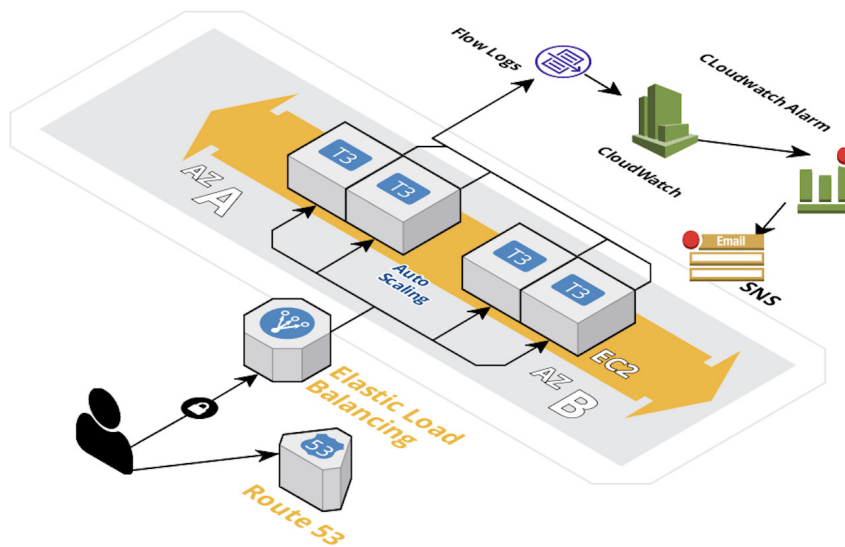 Flow Logs
CLoudwatch Alarm
CloudWatch
Email
SNS
T3
T3
T3
T3
AZ A
Auto
Scaling
EC2
AZ B
Elastic Load
Balancing
53
Route 53